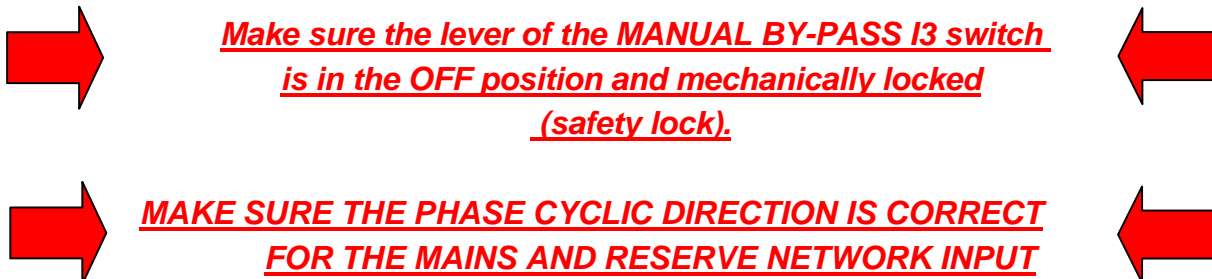 Make sure the lever of the MANUAL BY-PASS I3 switch
is in the OFF position and mechanically locked
(safety lock).
MAKE SURE THE PHASE CYCLIC DIRECTION IS CORRECT
FOR THE MAINS AND RESERVE NETWORK INPUT